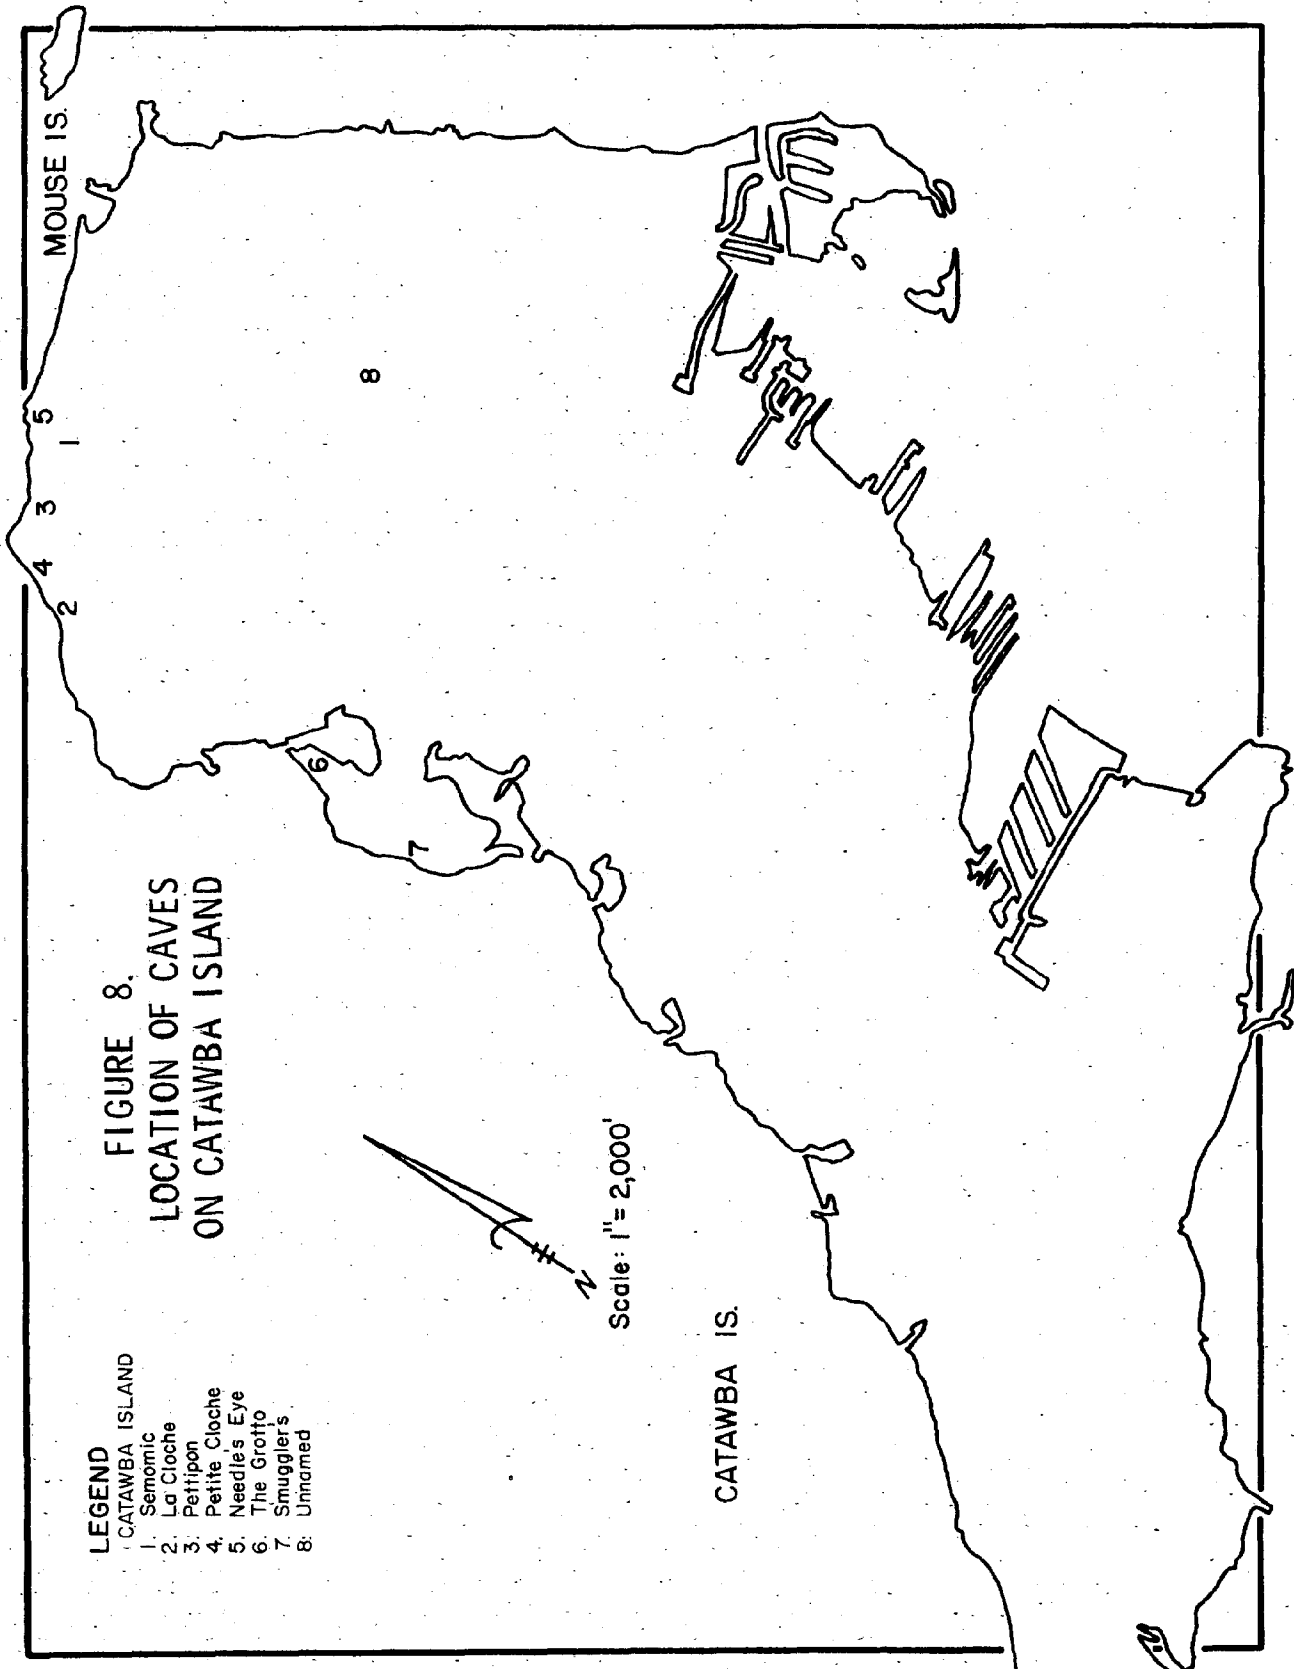 FIGURE 8.
LOCATION OF CAVES
ON CATAWBA ISLAND
LEGEND
CATAWBA ISLAND
1. Semomic
2. La Cloche
3. Pettipon
4. Petite Cloche
5. Needle's Eye
6. The Grotto
7. Smuggler's
8. Unnamed
N
Scale: 1" = 2,000'
CATAWBA IS.
MOUSE IS.
2
4
3
1
5
6
7
8